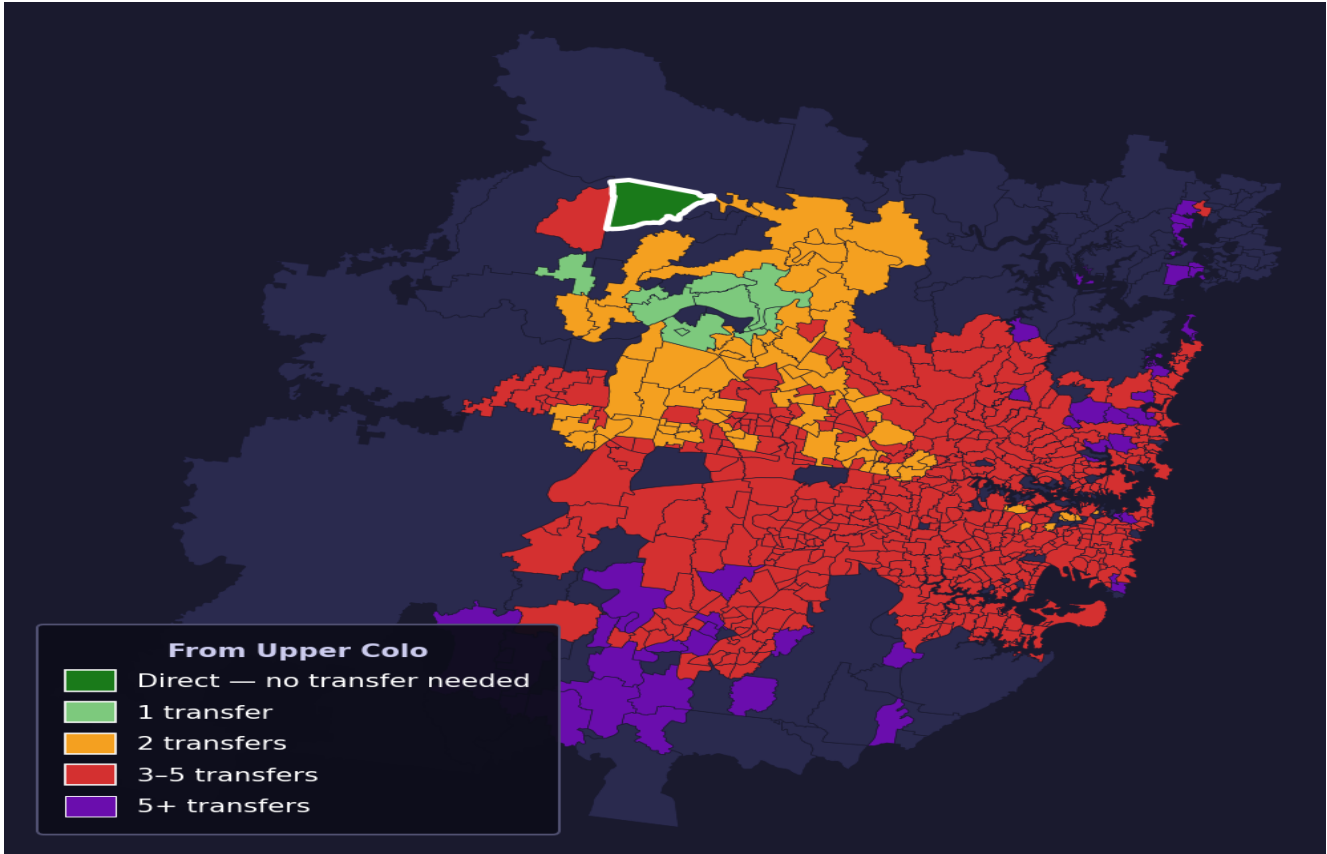 From Upper Colo
Direct — no transfer needed
1 transfer
2 transfers
3–5 transfers
5+ transfers